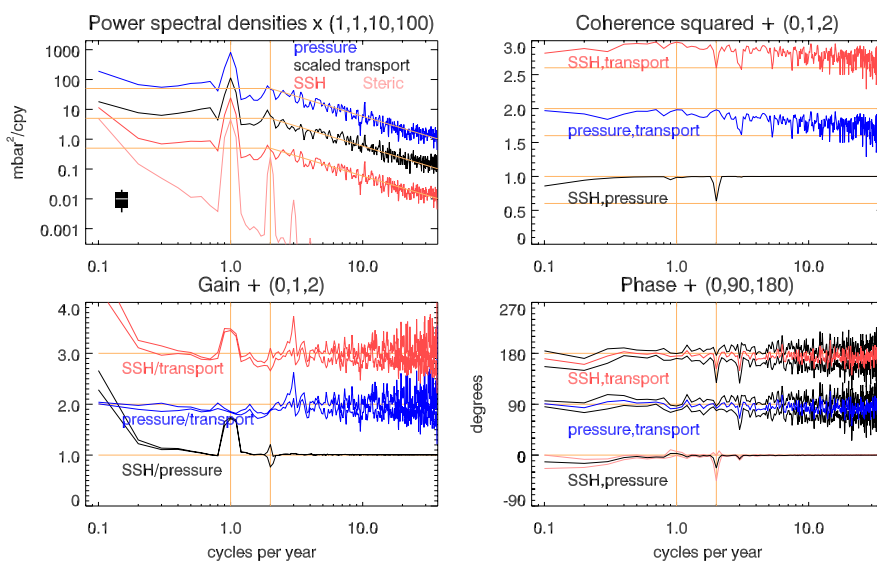 Power spectral densities x (1,1,10,100)
1000
100
10
1.0
0.1
0.01
0.001
mbar²/cpy
pressure
scaled transport
SSH Steric
0.1 1.0 10.0
Coherence squared + (0,1,2)
3.0
2.5
2.0
1.5
1.0
0.5
0
SSH,transport
pressure,transport
SSH,pressure
0.1 1.0 10.0
Gain + (0,1,2)
4.0
3.0
2.0
1.0
0
SSH/transport
pressure/transport
SSH/pressure
0.1 1.0 10.0
cycles per year
Phase + (0,90,180)
270
180
90
0
-90
degrees
SSH,transport
pressure,transport
SSH,pressure
0.1 1.0 10.0
cycles per year